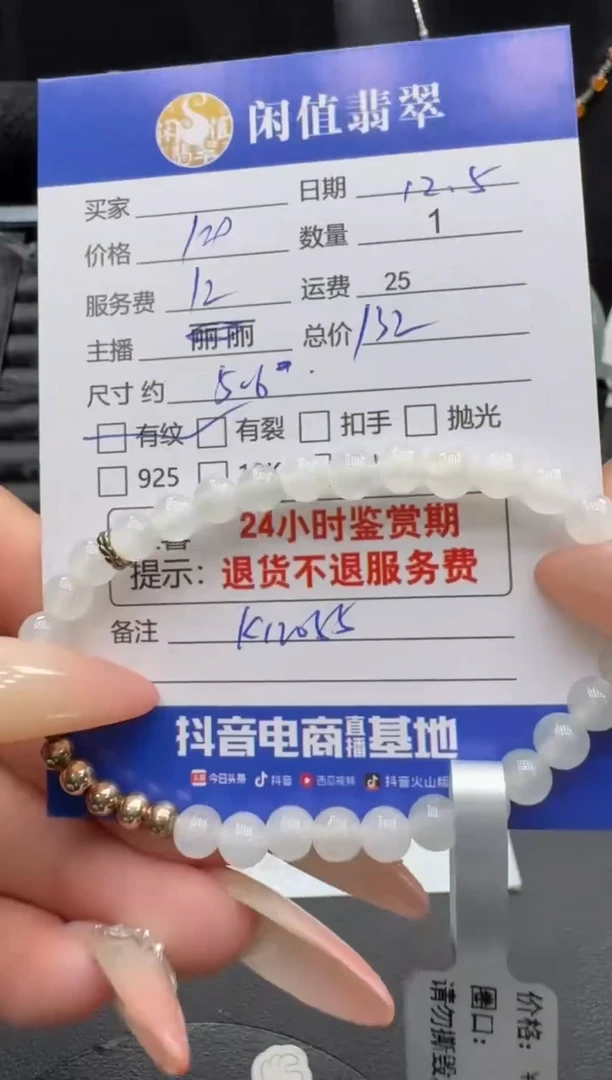 闲值翡翠
买家 日期 12.5
价格 120 数量 1
服务费 12 运费 25
主播 丽丽 总价 132
尺寸 约
有纹 有裂 扣手 抛光
925
24小时鉴赏期
提示：退货不退服务费
备注 K12055
抖音电商直播基地
今日头条 抖音 西瓜视频 抖音火山版
价格：¥
圈口：
请勿撕毁